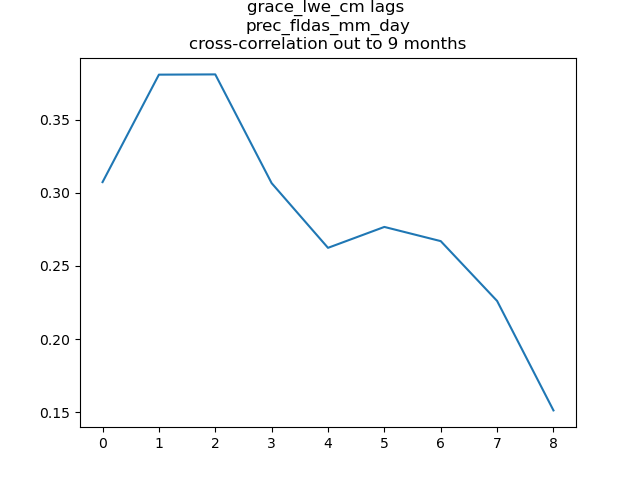 grace_lwe_cm lags
prec_fldas_mm_day
cross-correlation out to 9 months
0.35
0.30
0.25
0.20
0.15
0 1 2 3 4 5 6 7 8